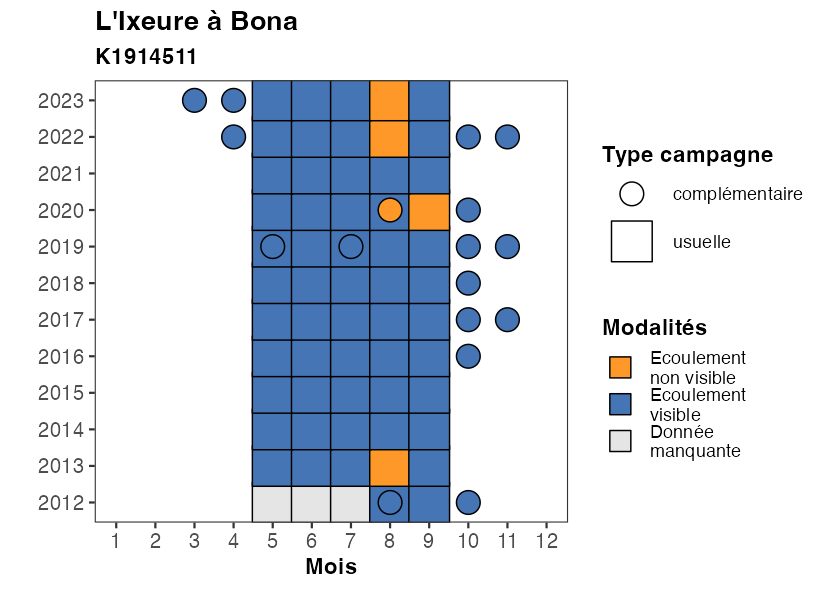 L'Ixeure à Bona
K1914511
2023
2022
2021
2020
2019
2018
2017
2016
2015
2014
2013
2012
1 2 3 4 5 6 7 8 9 10 11 12
Mois
Type campagne
complémentaire
usuelle
Modalités
Ecoulement
non visible
Ecoulement
visible
Donnée
manquante